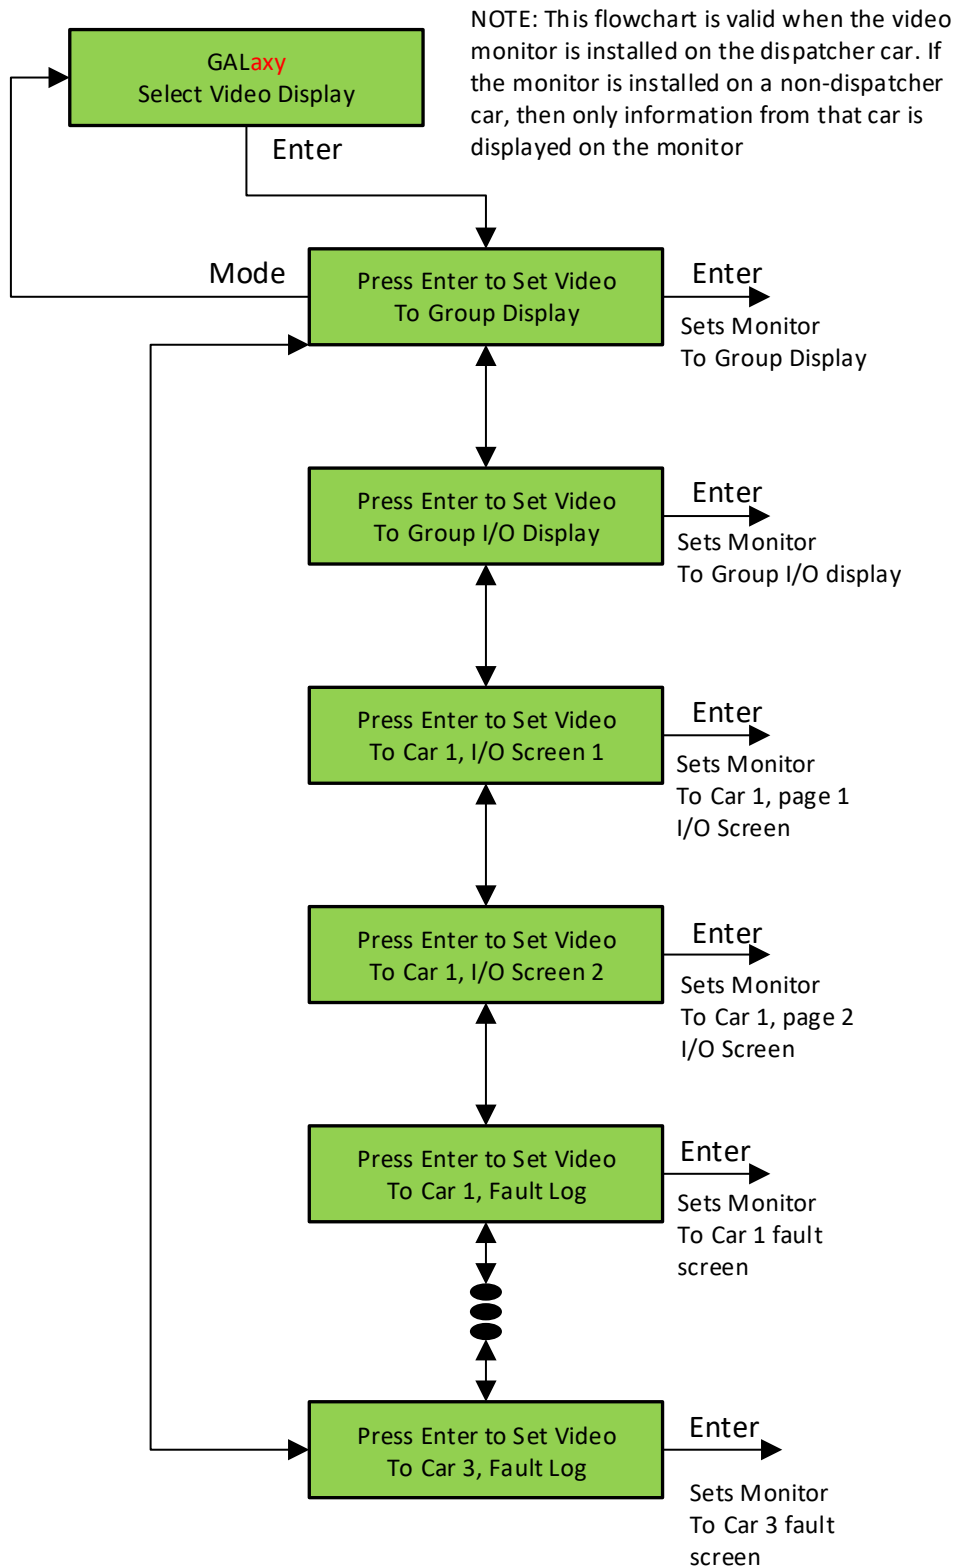 NOTE: This flowchart is valid when the video
monitor is installed on the dispatcher car. If
the monitor is installed on a non-dispatcher
car, then only information from that car is
displayed on the monitor
GALaxy
Select Video Display
Enter
Mode
Press Enter to Set Video
To Group Display
Enter
Sets Monitor
To Group Display
Press Enter to Set Video
To Group I/O Display
Enter
Sets Monitor
To Group I/O display
Press Enter to Set Video
To Car 1, I/O Screen 1
Enter
Sets Monitor
To Car 1, page 1
I/O Screen
Press Enter to Set Video
To Car 1, I/O Screen 2
Enter
Sets Monitor
To Car 1, page 2
I/O Screen
Press Enter to Set Video
To Car 1, Fault Log
Enter
Sets Monitor
To Car 1 fault
screen
Press Enter to Set Video
To Car 3, Fault Log
Enter
Sets Monitor
To Car 3 fault
screen